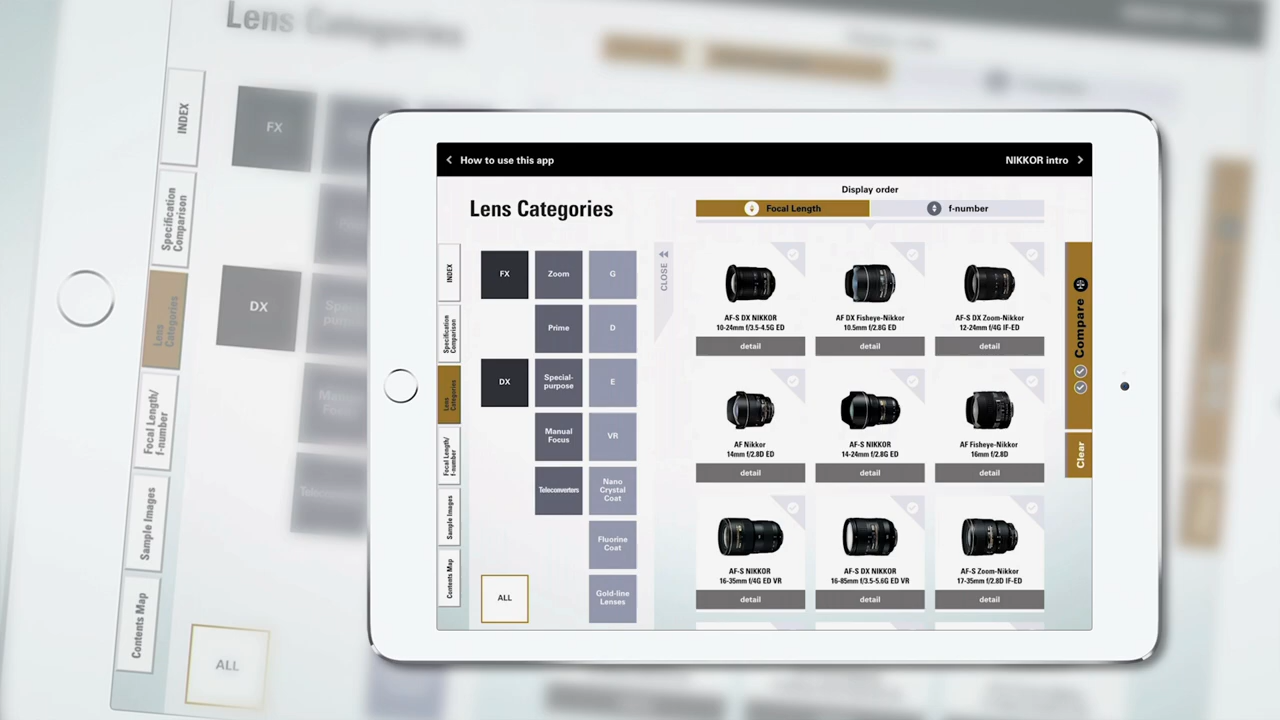 Lens Categories
INDEX
Specification
Comparison
Lens
Categories
Focal Length/
f-number
Sample Images
Contents Map
FX
DX
ALL
How to use this app
NIKKOR intro
Lens Categories
Display order
Focal Length
f-number
INDEX
Specification
Comparison
Lens
Categories
Focal Length/
f-number
Sample Images
Contents Map
FX
Zoom
G
Prime
D
DX
Special-
purpose
E
Manual
Focus
VR
Teleconverters
Nano
Crystal
Coat
Fluorine
Coat
ALL
Gold-line
Lenses
CLOSE
AF-S DX NIKKOR
10-24mm f/3.5-4.5G ED
detail
AF DX Fisheye-Nikkor
10.5mm f/2.8G ED
detail
AF-S DX Zoom-Nikkor
12-24mm f/4G IF-ED
detail
AF Nikkor
14mm f/2.8D ED
detail
AF-S NIKKOR
14-24mm f/2.8G ED
detail
AF Fisheye-Nikkor
16mm f/2.8D
detail
AF-S NIKKOR
16-35mm f/4G ED VR
detail
AF-S DX NIKKOR
16-85mm f/3.5-5.6G ED VR
detail
AF-S Zoom-Nikkor
17-35mm f/2.8D IF-ED
detail
Compare
Clear